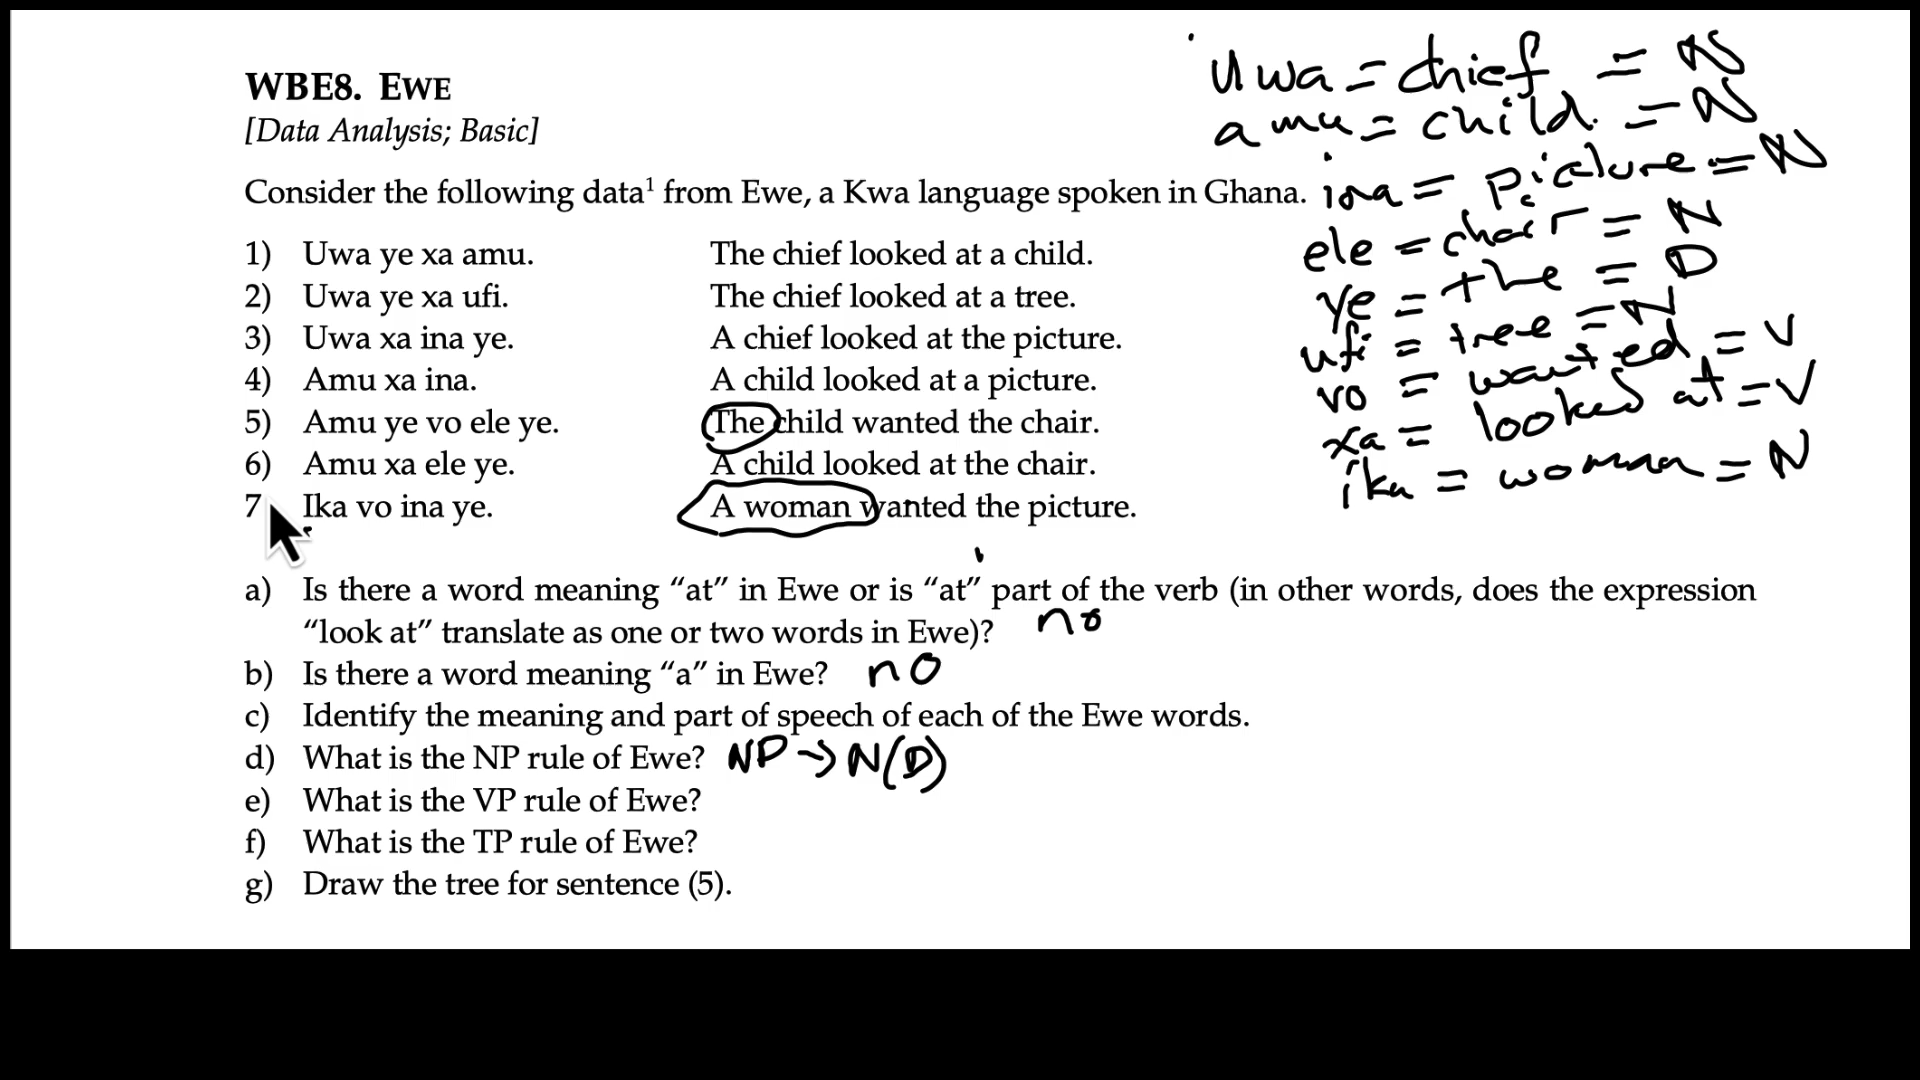 WBE8. EWE
[Data Analysis; Basic]
Consider the following data1 from Ewe, a Kwa language spoken in Ghana.
1) Uwa ye xa amu. The chief looked at a child.
2) Uwa ye xa ufi. The chief looked at a tree.
3) Uwa xa ina ye. A chief looked at the picture.
4) Amu xa ina. A child looked at a picture.
5) Amu ye vo ele ye. The child wanted the chair.
6) Amu xa ele ye. A child looked at the chair.
7 Ika vo ina ye. A woman wanted the picture.
uwa = chief = N
amu = child = N
ina = picture = N
ele = chair = N
ye = the = D
ufi = tree = N
vo = wanted = V
xa = looked at = V
ika = woman = N
a) Is there a word meaning “at” in Ewe or is “at” part of the verb (in other words, does the expression
“look at” translate as one or two words in Ewe)? no
b) Is there a word meaning “a” in Ewe? no
c) Identify the meaning and part of speech of each of the Ewe words.
d) What is the NP rule of Ewe? NP → N(D)
e) What is the VP rule of Ewe?
f) What is the TP rule of Ewe?
g) Draw the tree for sentence (5).